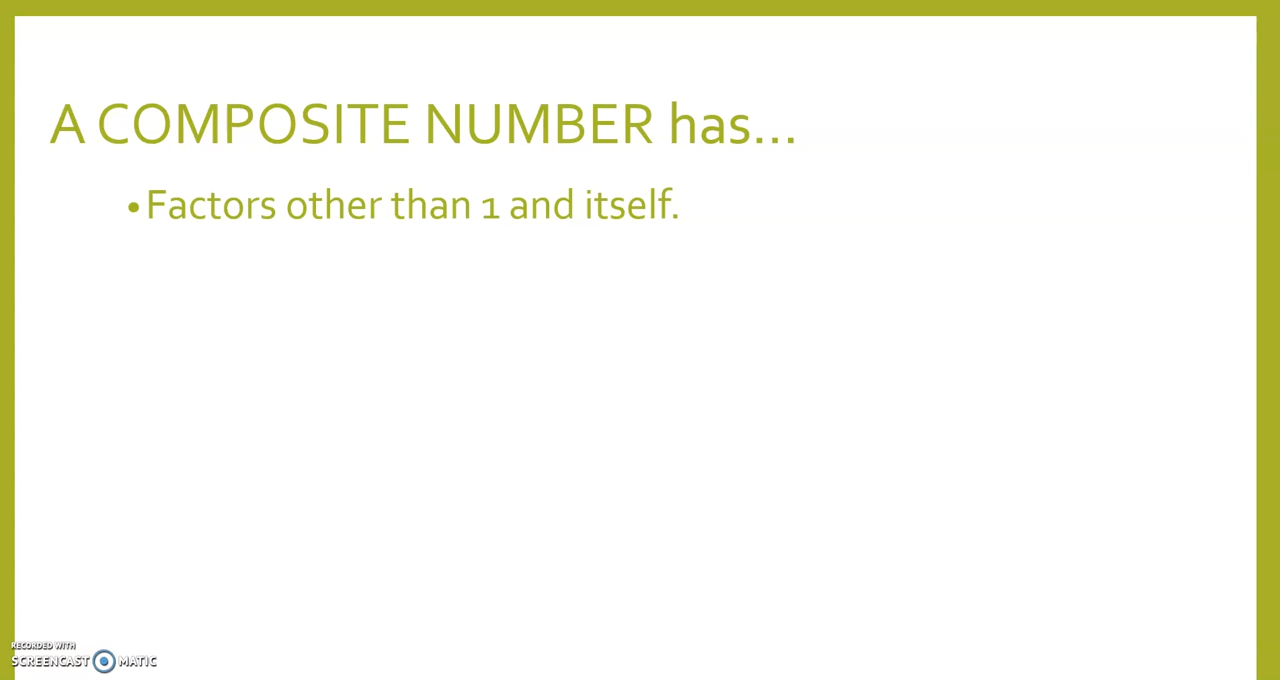 A COMPOSITE NUMBER has...
•Factors other than 1 and itself.
RECORDED WITH
SCREENCAST MATIC